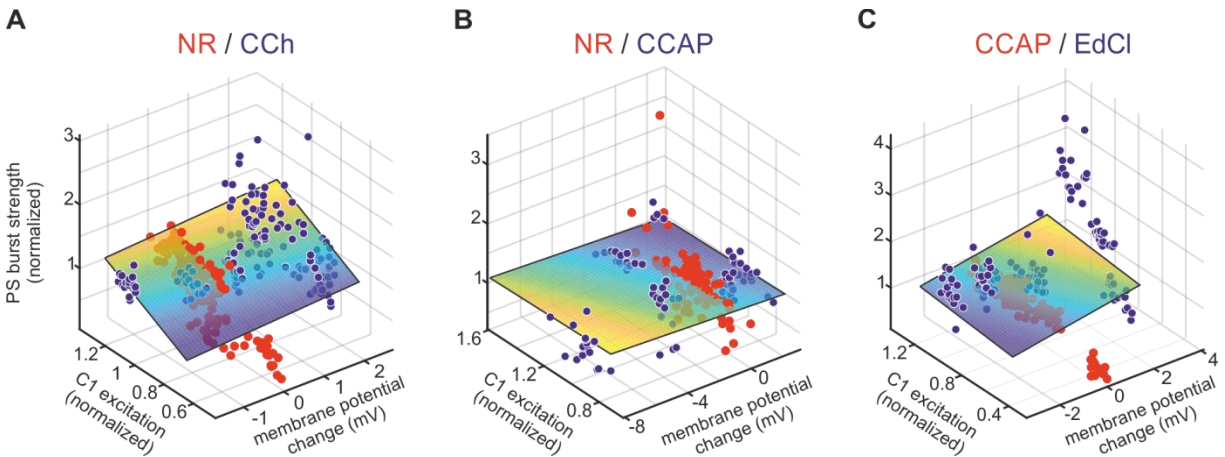 A
NR / CCh
PS burst strength
(normalized)
3
2
1
1.2
1
0.8
0.6
C1 excitation
(normalized)
-1
0
1
2
membrane potential
change (mV)
B
NR / CCAP
3
2
1
1.6
1.2
0.8
C1 excitation
(normalized)
-8
-4
0
membrane potential
change (mV)
C
CCAP / EdCl
4
3
2
1
1.2
0.8
0.4
C1 excitation
(normalized)
-2
0
2
4
membrane potential
change (mV)